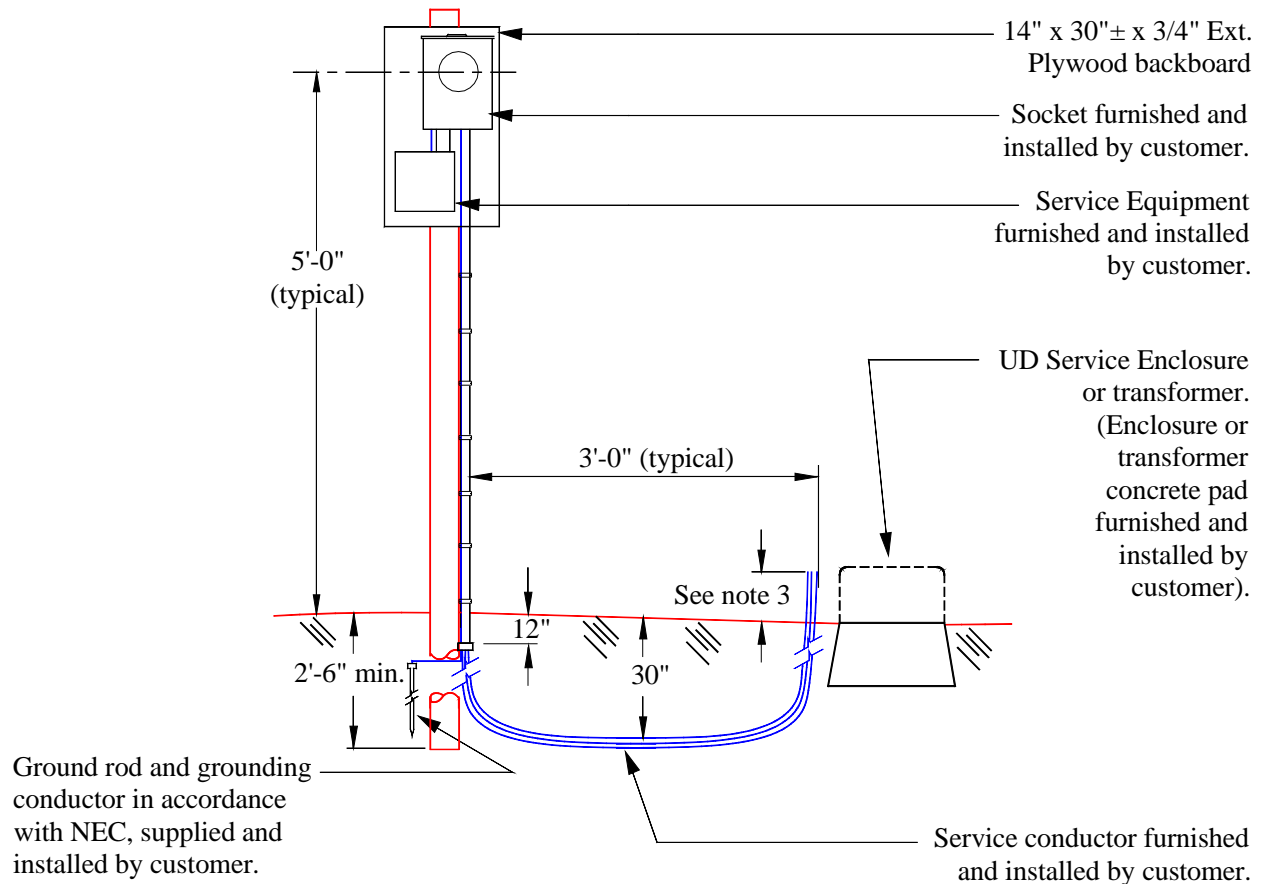 14" x 30"± x 3/4" Ext.
Plywood backboard
Socket furnished and
installed by customer.
Service Equipment
furnished and installed
by customer.
5'-0"
(typical)
UD Service Enclosure
or transformer.
(Enclosure or
transformer
concrete pad
furnished and
installed by
customer).
3'-0" (typical)
See note 3
12"
2'-6" min.
30"
Ground rod and grounding
conductor in accordance
with NEC, supplied and
installed by customer.
Service conductor furnished
and installed by customer.